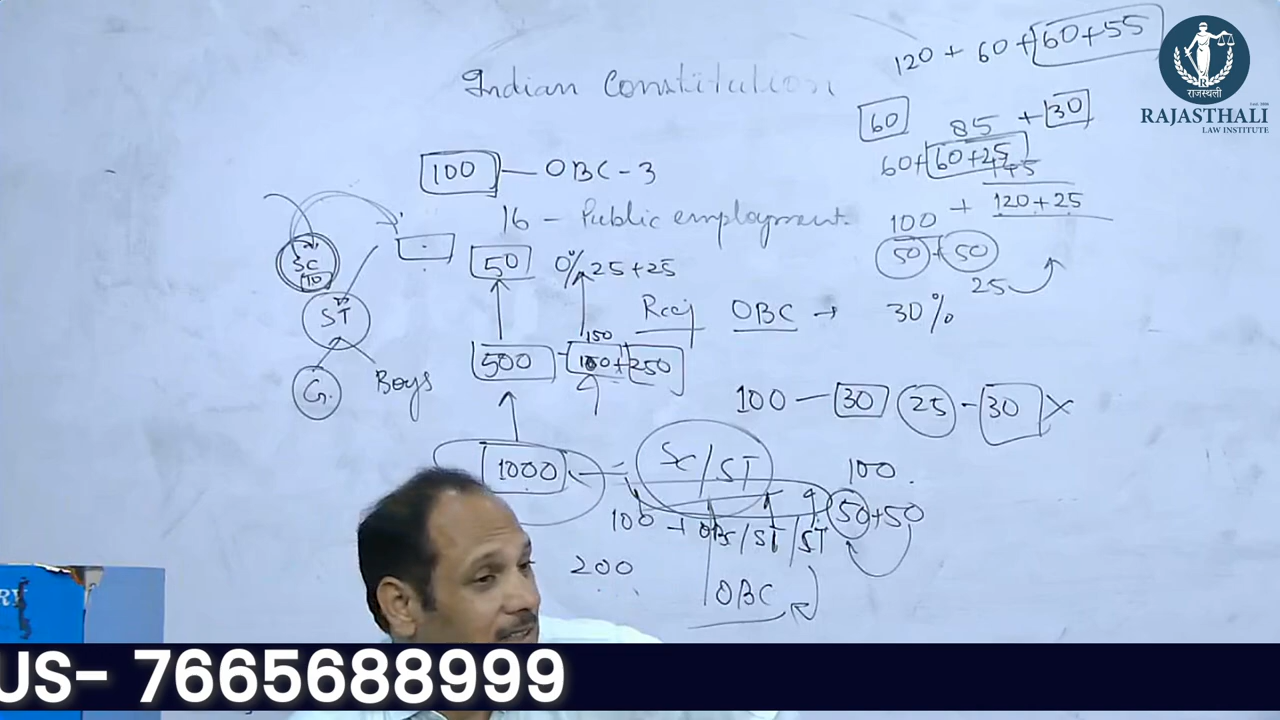 Indian Constitution
120 + 60 + 60+55
राजस्थली
RAJASTHALI
LAW INSTITUTE
60
85 + 30
60+ 60+25
+45
100 — OBC - 3
100 + 120+25
16 - Public employment
50 + 50
25
SC
10
50 0% 25+25
ST
Raj OBC → 30%
150
500 - 100+250
G. Boys
100 — 30 25 - 30 ×
1000 SC/ST
100
50+50
100 + OBC/ST/ST
200
OBC
US- 7665688999